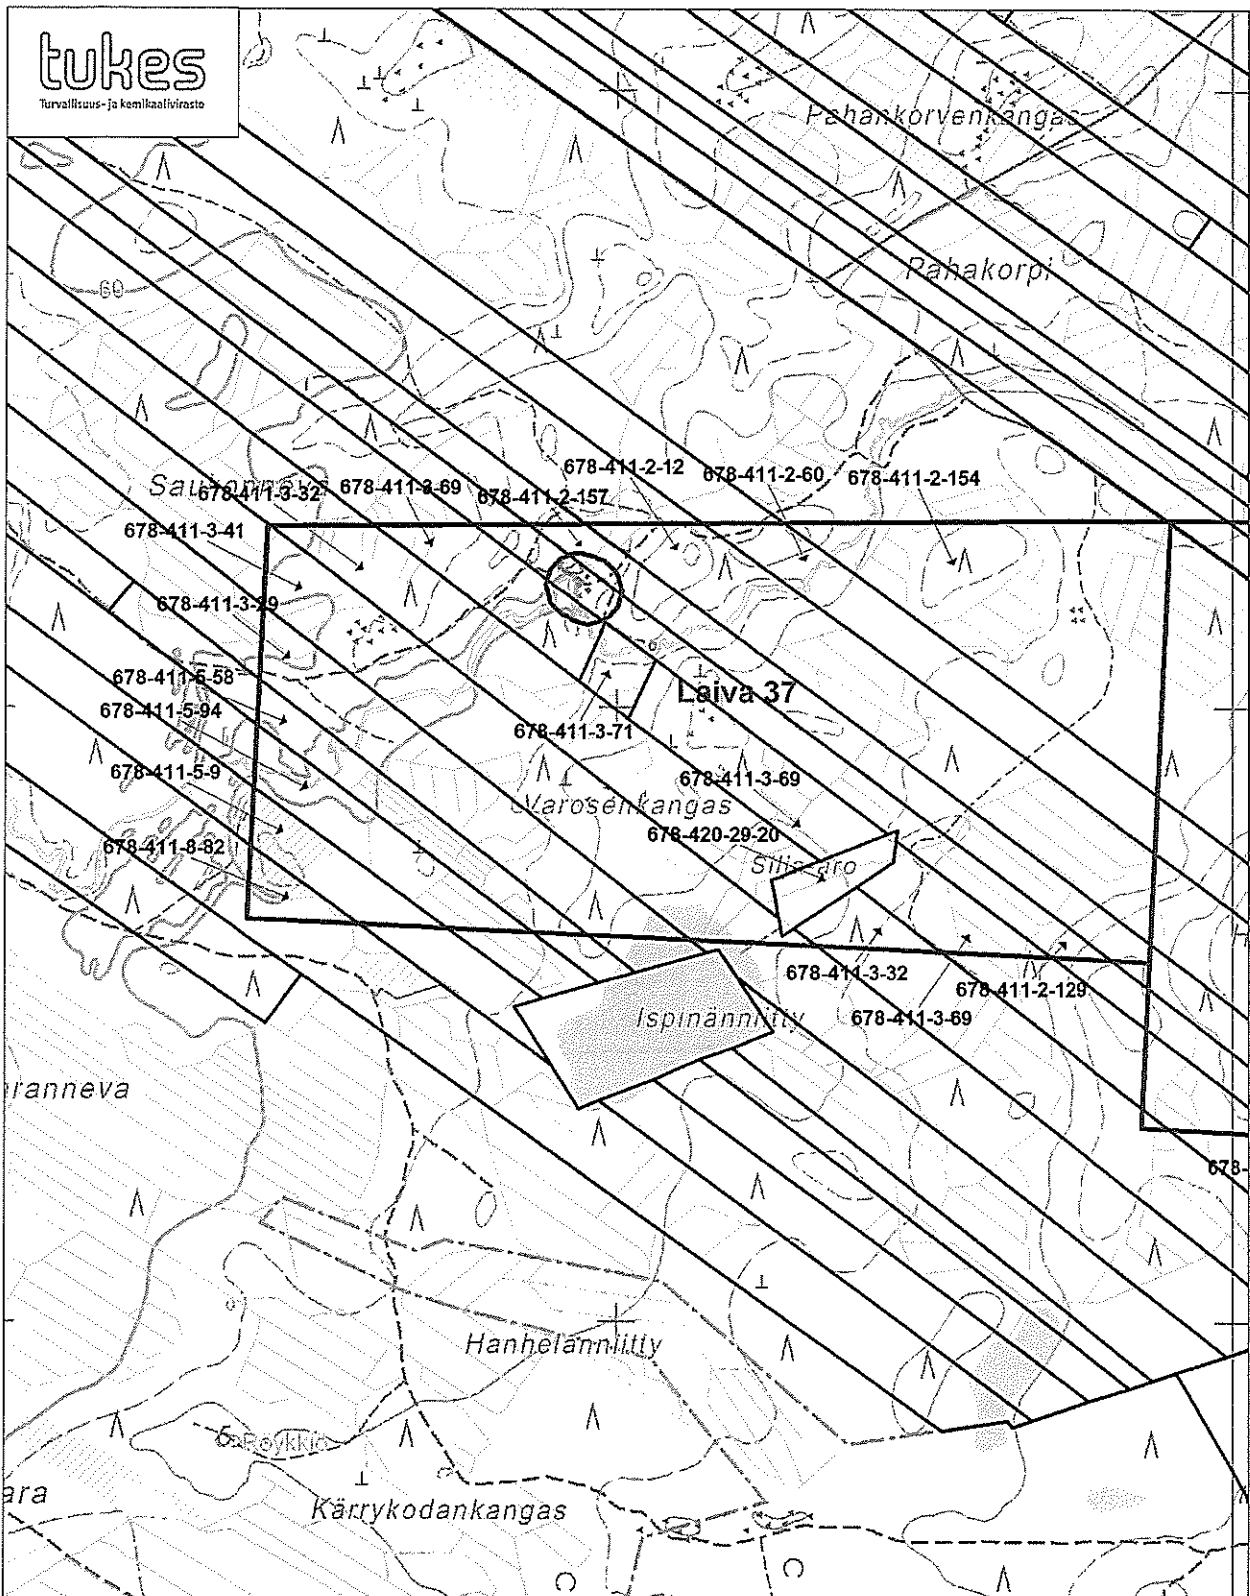 tukes
Turvallisuus- ja kemikaalivirasto
Pahankorvenkangas
Pahakorpi
60
678-411-2-12
678-411-2-60
678-411-2-154
678-411-3-32
678-411-3-69
678-411-2-157
678-411-3-41
678-411-3-29
678-411-5-58
678-411-5-94
678-411-5-9
678-411-8-82
Laiva 37
678-411-3-71
678-411-3-69
Varosenkangas
678-420-29-20
678-411-3-32
678-411-2-129
678-411-3-69
Ispinänniitty
ranneva
678-
Hanhelanniitty
Röykkiö
ara
Kärrykodankangas